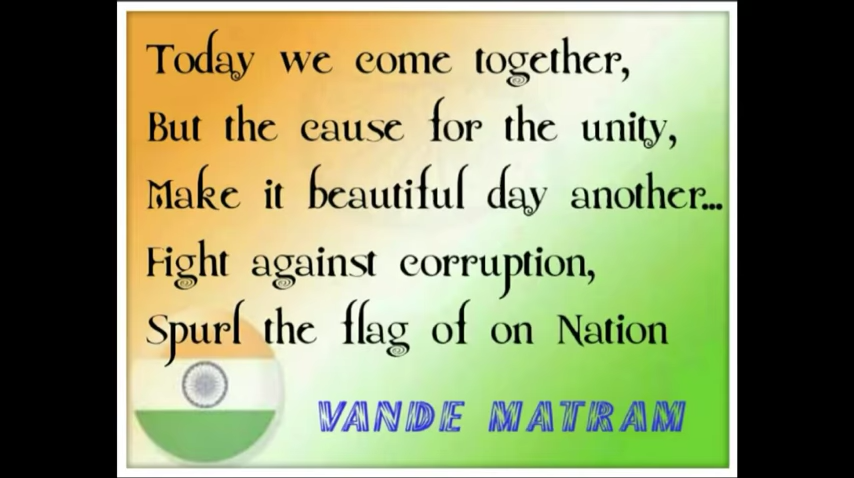 Today we come together,
But the cause for the unity,
Make it beautiful day another...
Fight against corruption,
Spurl the flag of on Nation
VANDE MATRAM